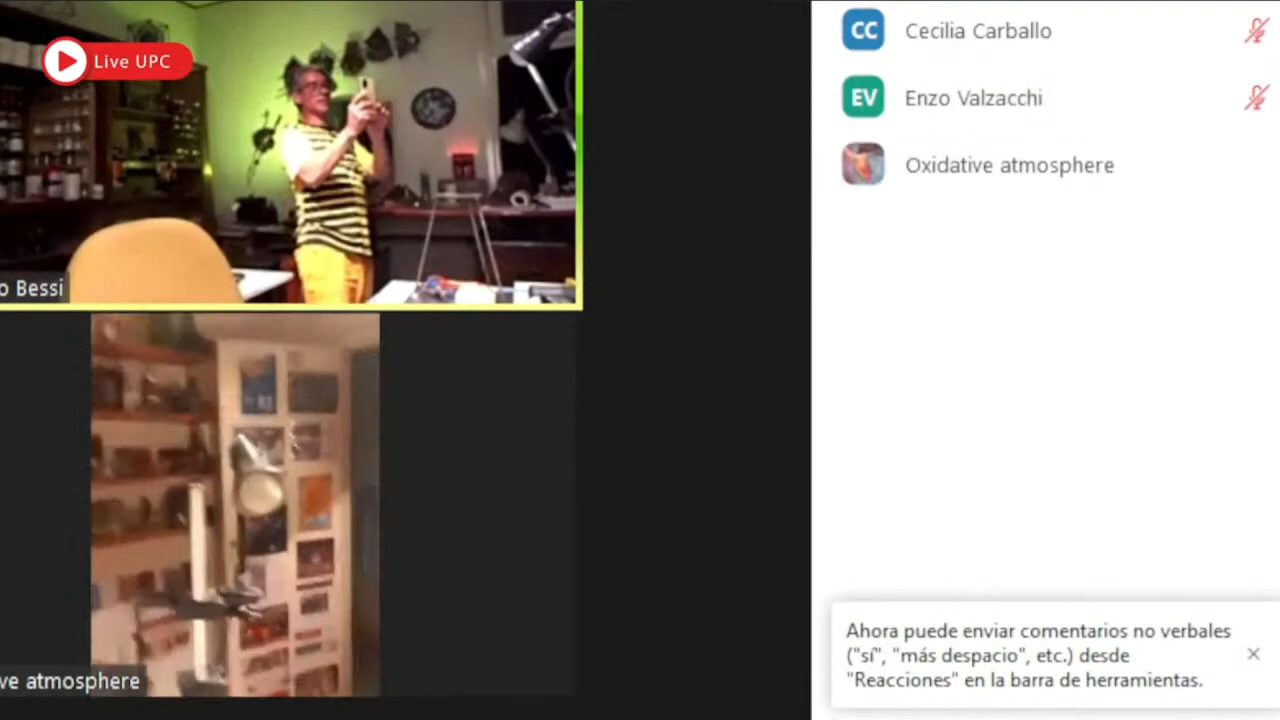 Live UPC
o Bessi
ve atmosphere
CC Cecilia Carballo
EV Enzo Valzacchi
Oxidative atmosphere
Ahora puede enviar comentarios no verbales
("sí", "más despacio", etc.) desde
"Reacciones" en la barra de herramientas.